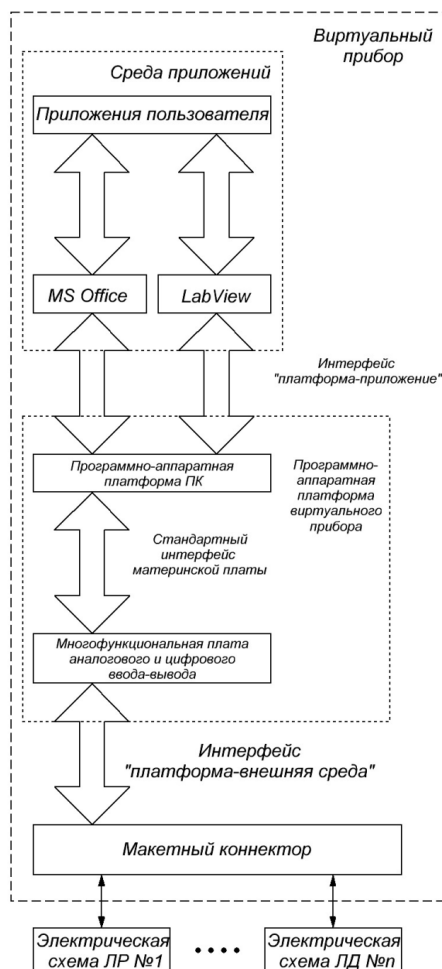 Виртуальный
прибор
Среда приложений
Приложения пользователя
MS Office
LabView
Интерфейс
"платформа-приложение"
Программно-аппаратная
платформа ПК
Программно-
аппаратная
платформа
виртуального
прибора
Стандартный
интерфейс
материнской платы
Многофункциональная плата
аналогового и цифрового
ввода-вывода
Интерфейс
"платформа-внешняя среда"
Макетный коннектор
Электрическая
схема ЛР №1
Электрическая
схема ЛД №n